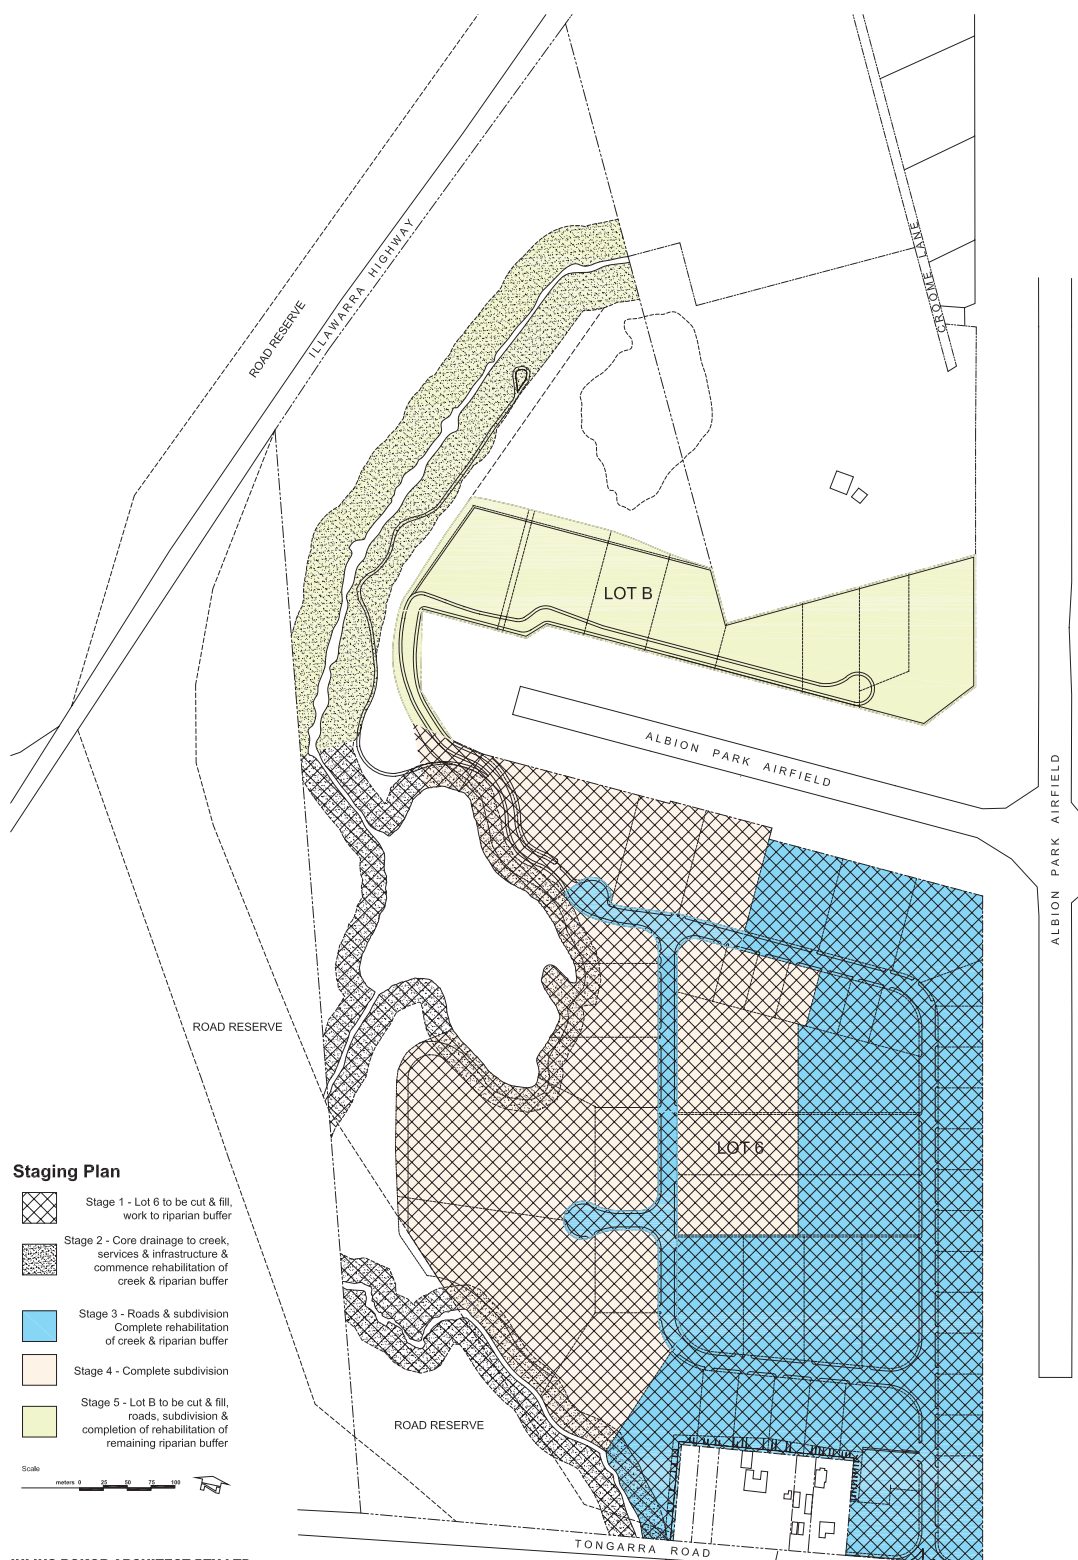 CROOME LANE
ILLAWARRA HIGHWAY
ROAD RESERVE
LOT B
ALBION PARK AIRFIELD
ALBION PARK AIRFIELD
ROAD RESERVE
LOT 6
Staging Plan
Stage 1 - Lot 6 to be cut & fill,
work to riparian buffer
Stage 2 - Core drainage to creek,
services & infrastructure &
commence rehabilitation of
creek & riparian buffer
Stage 3 - Roads & subdivision
Complete rehabilitation
of creek & riparian buffer
Stage 4 - Complete subdivision
Stage 5 - Lot B to be cut & fill,
roads, subdivision &
completion of rehabilitation of
remaining riparian buffer
ROAD RESERVE
Scale
meters 0 25 50 75 100
TONGARRA ROAD